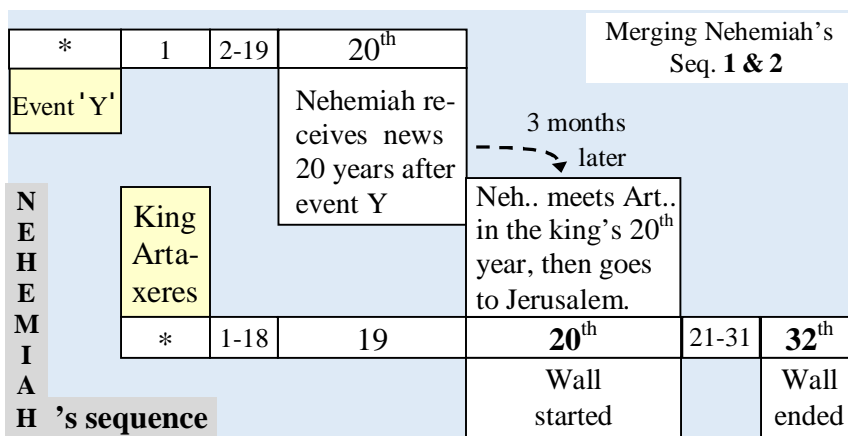 * 1 2-19 20th
Merging Nehemiah's
Seq. 1 & 2
Event 'Y'
Nehemiah re-
ceives news
20 years after
event Y
3 months
later
King
Arta-
xeres
Neh.. meets Art..
in the king's 20th
year, then goes
to Jerusalem.
* 1-18 19 20th 21-31 32th
Wall
started
Wall
ended
NEHEMIAH 's sequence